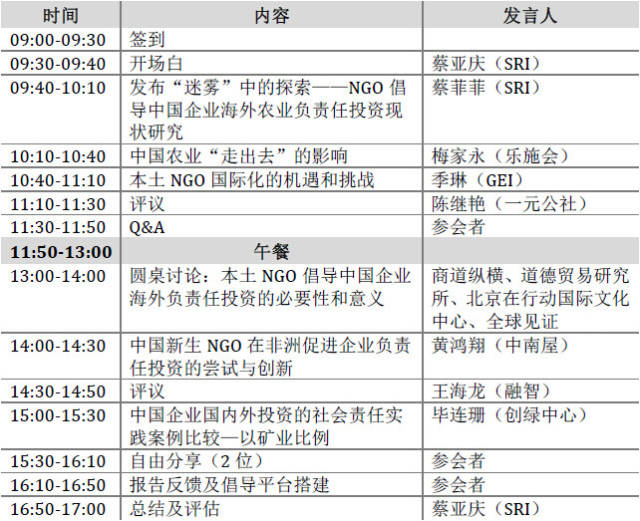 时间 内容 发言人
09:00-09:30 签到
09:30-09:40 开场白 蔡亚庆（SRI）
09:40-10:10 发布“迷雾”中的探索——NGO 倡 蔡菲菲（SRI）
导中国企业海外农业负责任投资现
状研究
10:10-10:40 中国农业“走出去”的影响 梅家永（乐施会）
10:40-11:10 本土 NGO 国际化的机遇和挑战 季琳（GEI）
11:10-11:30 评议 陈继艳（一元公社）
11:30-11:50 Q&A 参会者
11:50-13:00 午餐
13:00-14:00 圆桌讨论：本土 NGO 倡导中国企业 商道纵横、道德贸易研究
海外负责任投资的必要性和意义 所、北京在行动国际文化
中心、全球见证
14:00-14:30 中国新生 NGO 在非洲促进企业负责 黄鸿翔（中南屋）
任投资的尝试与创新
14:30-14:50 评议 王海龙（融智）
15:00-15:30 中国企业国内外投资的社会责任实 毕连珊（创绿中心）
践案例比较—以矿业比例
15:30-16:10 自由分享（2 位） 参会者
16:10-16:50 报告反馈及倡导平台搭建 参会者
16:50-17:00 总结及评估 蔡亚庆（SRI）